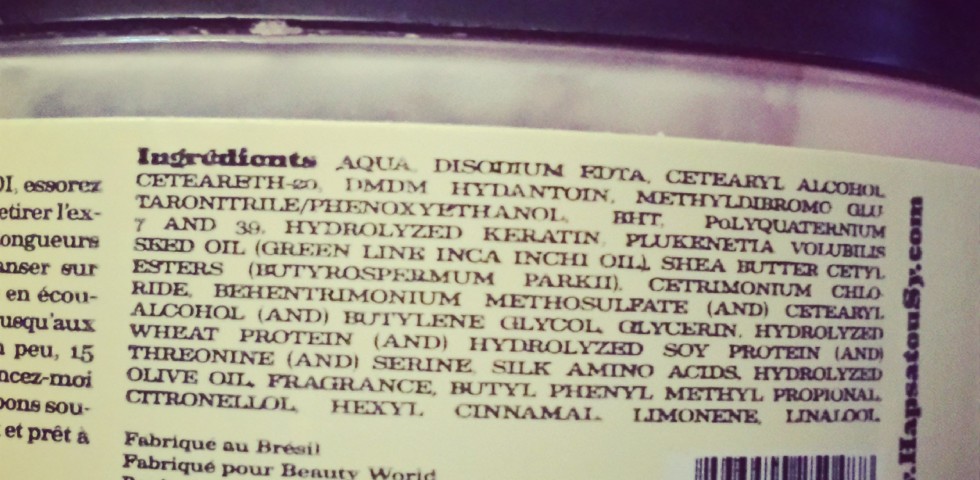 Ingrédients AQUA, DISODIUM EDTA, CETEARYL ALCOHOL
CETEARETH-20, DMDM HYDANTOIN, METHYLDIBROMO GLU
TARONITRILE/PHENOXYETHANOL, BHT, POLYQUATERNIUM
7 AND 39, HYDROLYZED KERATIN, PLUKENETIA VOLUBILIS
SEED OIL (GREEN LINK INCA INCHI OIL), SHEA BUTTER CETYL
ESTERS (BUTYROSPERMUM PARKII), CETRIMONIUM CHLO-
RIDE, BEHENTRIMONIUM METHOSULFATE (AND) CETEARYL
ALCOHOL (AND) BUTYLENE GLYCOL, GLYCERIN, HYDROLYZED
WHEAT PROTEIN (AND) HYDROLYZED SOY PROTEIN (AND)
THREONINE (AND) SERINE, SILK AMINO ACIDS, HYDROLYZED
OLIVE OIL, FRAGRANCE, BUTYL PHENYL METHYL PROPIONAL,
CITRONELLOL, HEXYL CINNAMAL, LIMONENE, LINALOOL.
Fabrique au Brésil
Fabriqué pour Beauty World
OI, essorez
etirer l'ex-
ongueurs
anser sur
en écou-
usqu'aux
peu, 15
ncez-moi
ons sou-
et prêt à
.HapsatouSy.com